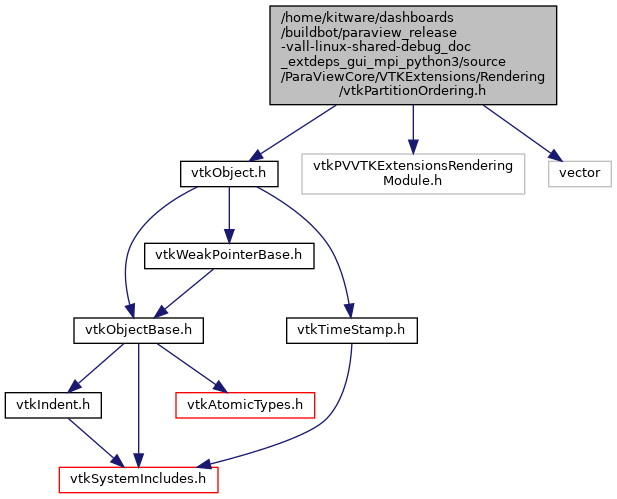 /home/kitware/dashboards
/buildbot/paraview_release
-vall-linux-shared-debug_doc
_extdeps_gui_mpi_python3/source
/ParaViewCore/VTKExtensions/Rendering
/vtkPartitionOrdering.h
vtkObject.h
vtkPVVTKExtensionsRendering
Module.h
vector
vtkWeakPointerBase.h
vtkObjectBase.h
vtkTimeStamp.h
vtkIndent.h
vtkAtomicTypes.h
vtkSystemIncludes.h